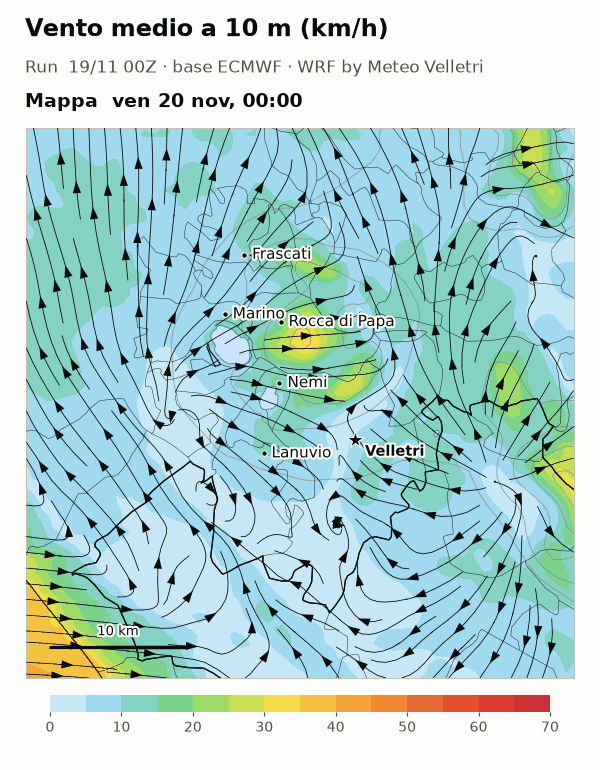 Vento medio a 10 m (km/h)
Run  19/11 00Z · base ECMWF · WRF by Meteo Velletri
Mappa  ven 20 nov, 00:00
Frascati
Marino
Rocca di Papa
Nemi
Velletri
Lanuvio
10 km
0 10 20 30 40 50 60 70